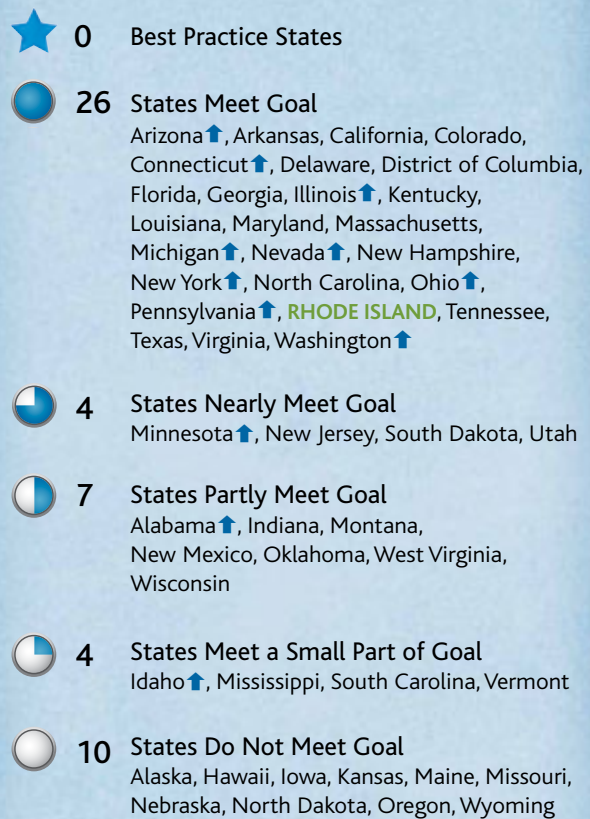 0 Best Practice States
26 States Meet Goal
Arizona⬆, Arkansas, California, Colorado,
Connecticut⬆, Delaware, District of Columbia,
Florida, Georgia, Illinois⬆, Kentucky,
Louisiana, Maryland, Massachusetts,
Michigan⬆, Nevada⬆, New Hampshire,
New York⬆, North Carolina, Ohio⬆,
Pennsylvania⬆, RHODE ISLAND, Tennessee,
Texas, Virginia, Washington⬆
4 States Nearly Meet Goal
Minnesota⬆, New Jersey, South Dakota, Utah
7 States Partly Meet Goal
Alabama⬆, Indiana, Montana,
New Mexico, Oklahoma, West Virginia,
Wisconsin
4 States Meet a Small Part of Goal
Idaho⬆, Mississippi, South Carolina, Vermont
10 States Do Not Meet Goal
Alaska, Hawaii, Iowa, Kansas, Maine, Missouri,
Nebraska, North Dakota, Oregon, Wyoming